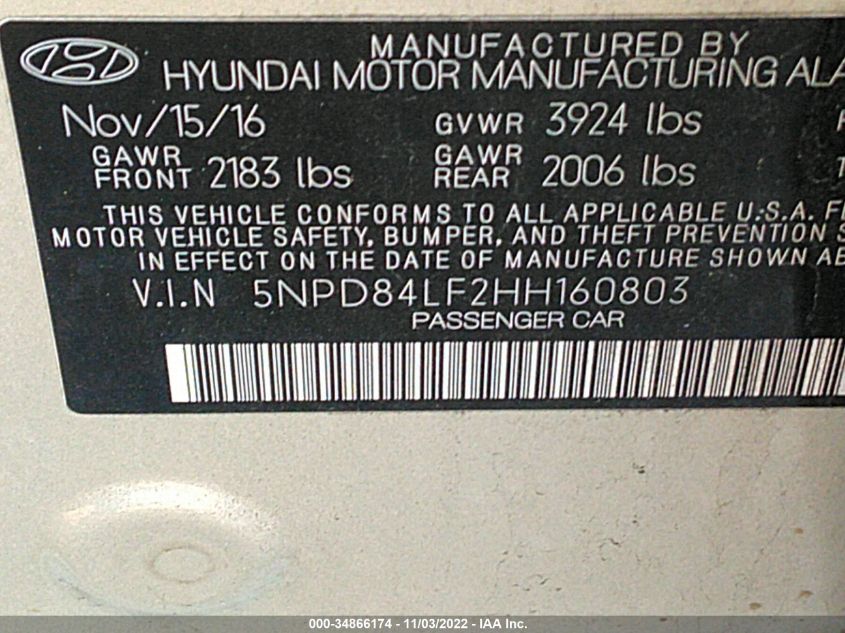 MANUFACTURED BY
HYUNDAI MOTOR MANUFACTURING ALA
Nov/15/16 GVWR 3924 lbs
GAWR FRONT 2183 lbs GAWR REAR 2006 lbs
THIS VEHICLE CONFORMS TO ALL APPLICABLE U.S.A. F
MOTOR VEHICLE SAFETY, BUMPER, AND THEFT PREVENTION S
IN EFFECT ON THE DATE OF MANUFACTURE SHOWN AB
V.I.N 5NPD84LF2HH160803
PASSENGER CAR
000-34866174 - 11/03/2022 - IAA Inc.